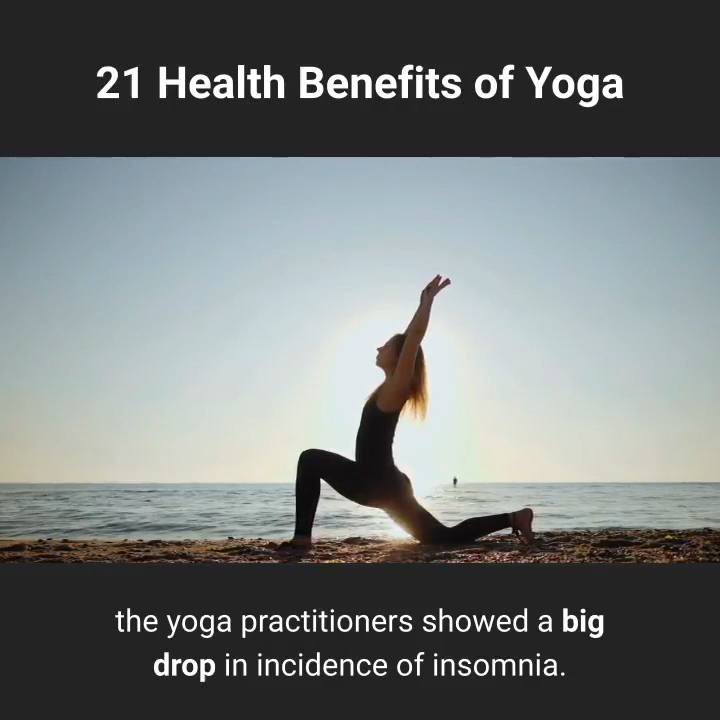 21 Health Benefits of Yoga
the yoga practitioners showed a big
drop in incidence of insomnia.